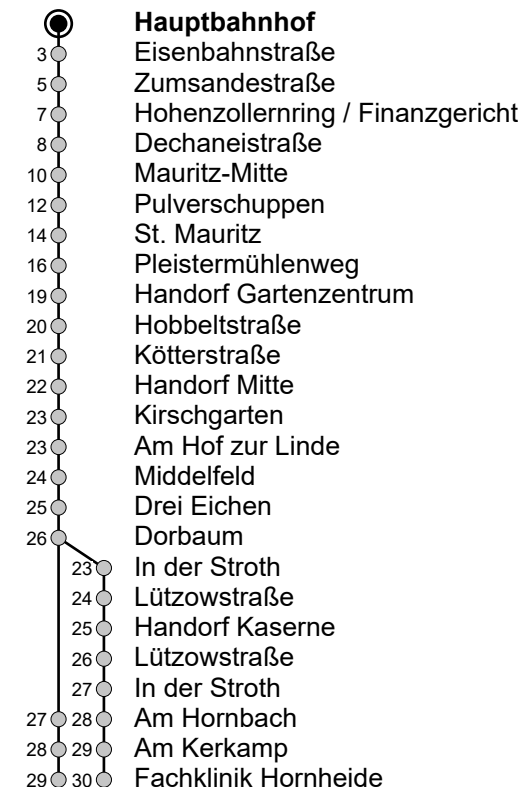 Hauptbahnhof
3 Eisenbahnstraße
5 Zumsandestraße
7 Hohenzollernring / Finanzgericht
8 Dechaneistraße
10 Mauritz-Mitte
12 Pulverschuppen
14 St. Mauritz
16 Pleistermühlenweg
19 Handorf Gartenzentrum
20 Hobbeltstraße
21 Kötterstraße
22 Handorf Mitte
23 Kirschgarten
23 Am Hof zur Linde
24 Middelfeld
25 Drei Eichen
26 Dorbaum
23 In der Stroth
24 Lützowstraße
25 Handorf Kaserne
26 Lützowstraße
27 In der Stroth
27 28 Am Hornbach
28 29 Am Kerkamp
29 30 Fachklinik Hornheide